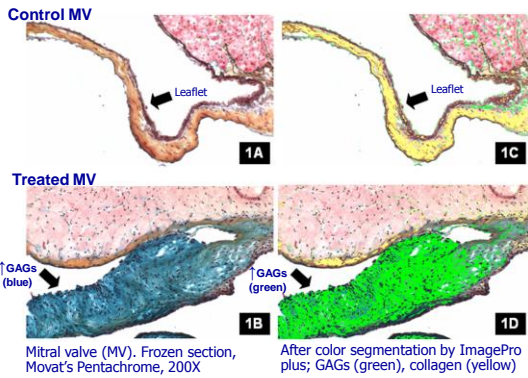 Control MV
Leaflet
Leaflet
1A
1C
Treated MV
↑GAGs
(blue)
↑GAGs
(green)
1B
1D
Mitral valve (MV). Frozen section,
Movat's Pentachrome, 200X
After color segmentation by ImagePro
plus; GAGs (green), collagen (yellow)